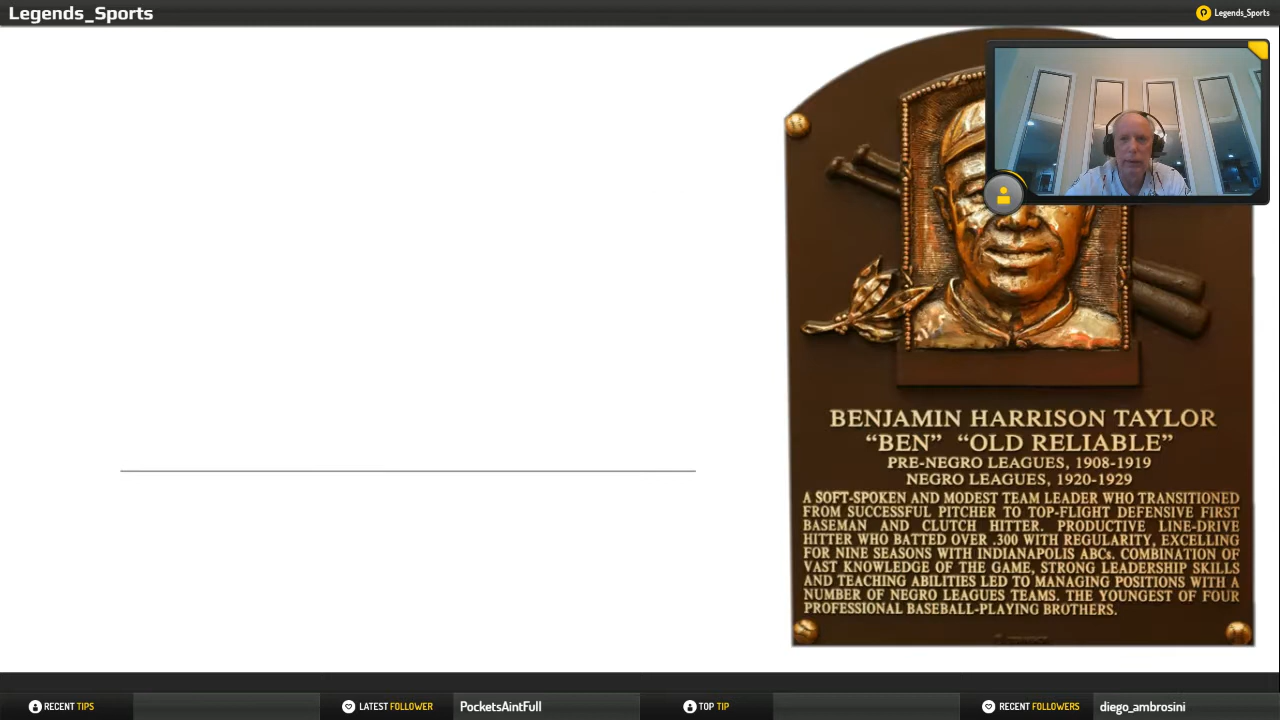 Legends_Sports
Legends_Sports
BENJAMIN HARRISON TAYLOR
“BEN” “OLD RELIABLE”
PRE-NEGRO LEAGUES, 1908-1919
NEGRO LEAGUES, 1920-1929
A SOFT-SPOKEN AND MODEST TEAM LEADER WHO TRANSITIONED
FROM SUCCESSFUL PITCHER TO TOP-FLIGHT DEFENSIVE FIRST
BASEMAN AND CLUTCH HITTER. PRODUCTIVE LINE-DRIVE
HITTER WHO BATTED OVER .300 WITH REGULARITY, EXCELLING
FOR NINE SEASONS WITH INDIANAPOLIS ABCs. COMBINATION OF
VAST KNOWLEDGE OF THE GAME, STRONG LEADERSHIP SKILLS
AND TEACHING ABILITIES LED TO MANAGING POSITIONS WITH A
NUMBER OF NEGRO LEAGUES TEAMS. THE YOUNGEST OF FOUR
PROFESSIONAL BASEBALL-PLAYING BROTHERS.
RECENT TIPS
LATEST FOLLOWER
PocketsAintFull
TOP TIP
RECENT FOLLOWERS
diego_ambrosini